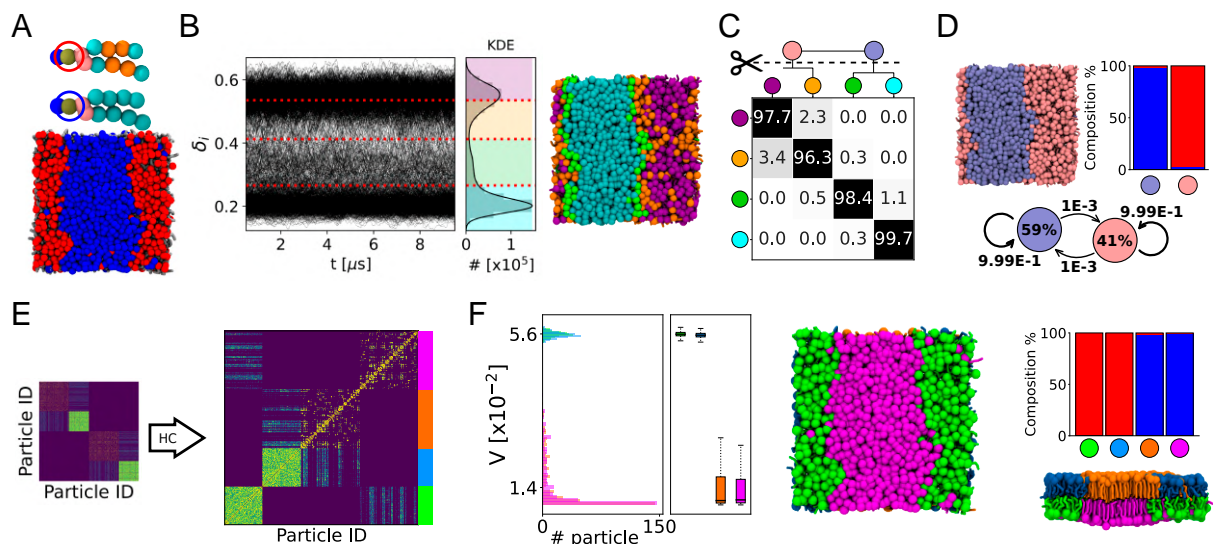 A
B
KDE
δi
0.6
0.4
0.2
2
4
6
8
t [μs]
0
1
# [x10⁵]
C
97.7
2.3
0.0
0.0
3.4
96.3
0.3
0.0
0.0
0.5
98.4
1.1
0.0
0.0
0.3
99.7
D
Composition %
100
50
0
59%
41%
1E-3
1E-3
9.99E-1
9.99E-1
E
Particle ID
Particle ID
HC
Particle ID
F
V [x10⁻²]
5.6
1.4
0
150
# particle
Composition %
100
50
0